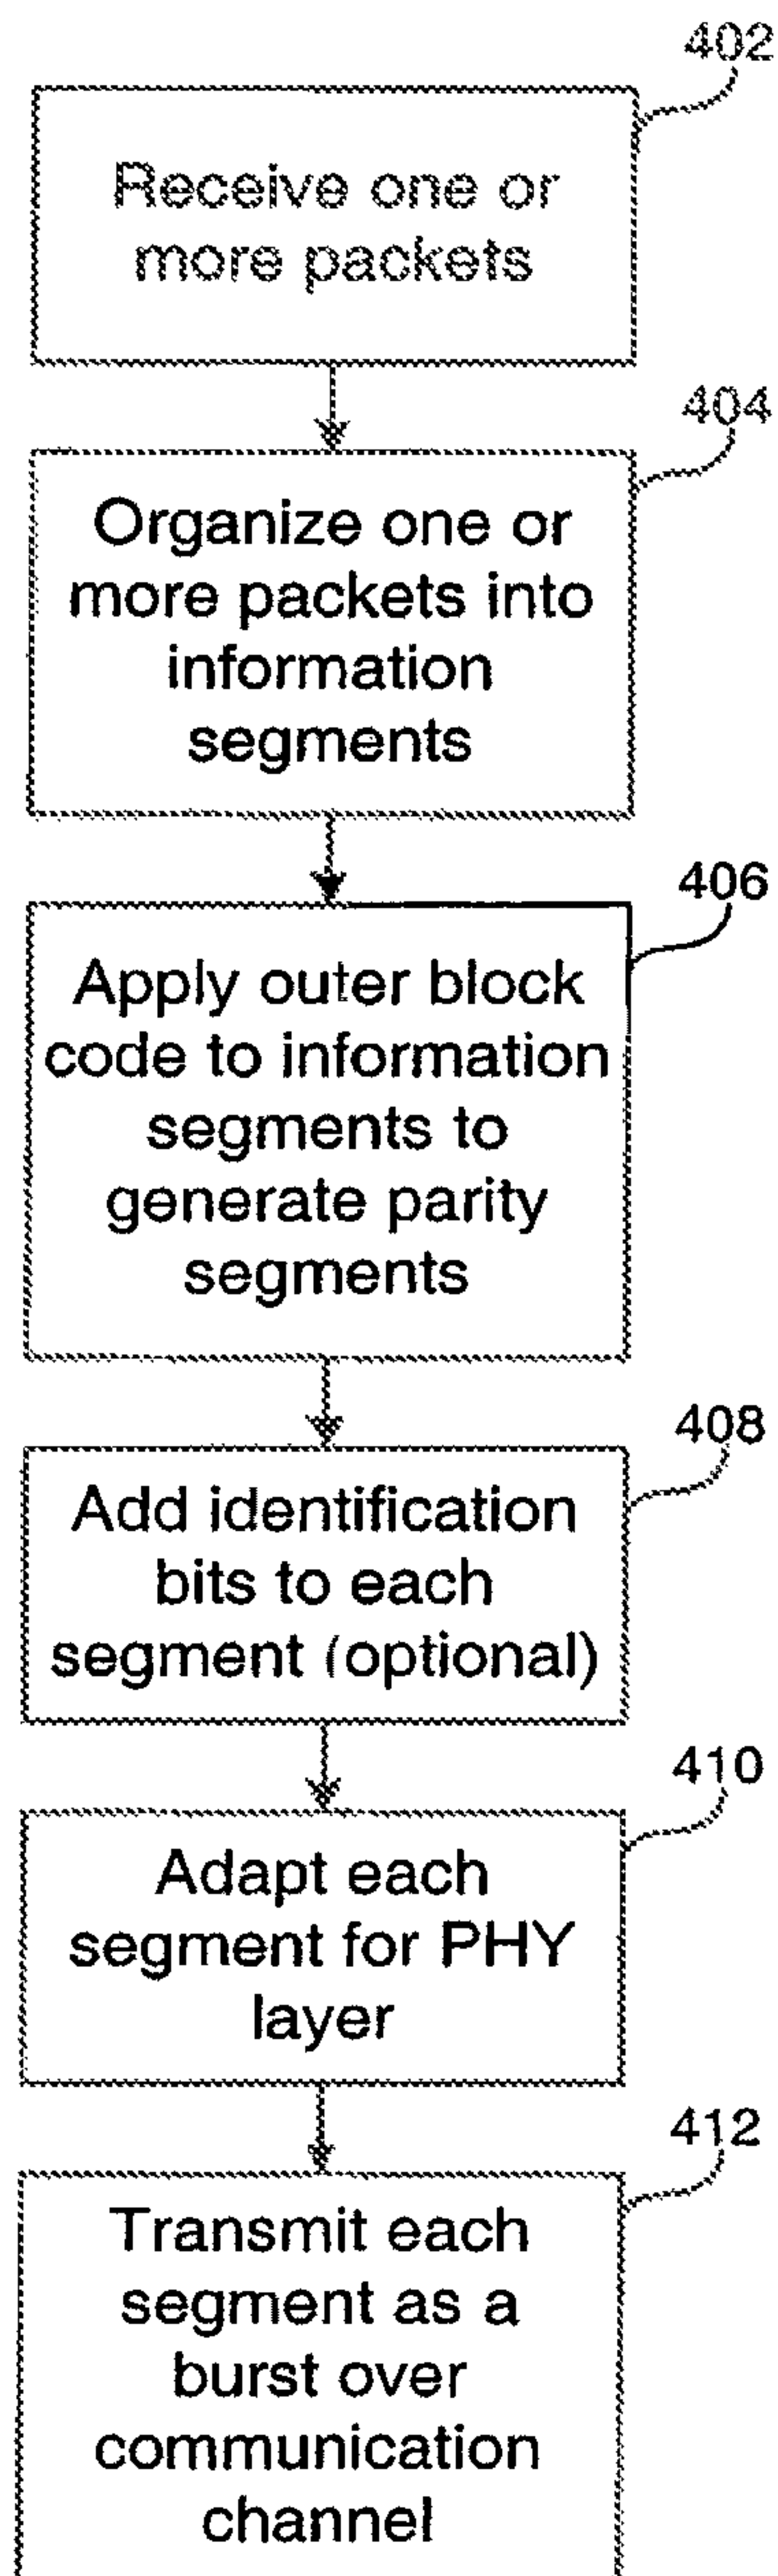 402
Receive one or
more packets
404
Organize one or
more packets into
information
segments
406
Apply outer block
code to information
segments to
generate parity
segments
408
Add identification
bits to each
segment (optional)
410
Adapt each
segment for PHY
layer
412
Transmit each
segment as a
burst over
communication
channel